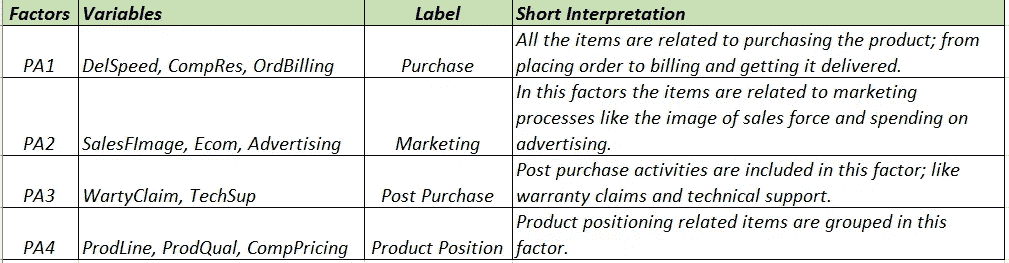 Factors Variables Label Short Interpretation
All the items are related to purchasing the product; from
PA1 DelSpeed, CompRes, OrdBilling Purchase placing order to billing and getting it delivered.
In this factors the items are related to marketing
processes like the image of sales force and spending on
PA2 SalesFImage, Ecom, Advertising Marketing advertising.
Post purchase activities are included in this factor; like
PA3 WartyClaim, TechSup Post Purchase warranty claims and technical support.
Product positioning related items are grouped in this
PA4 ProdLine, ProdQual, CompPricing Product Position factor.